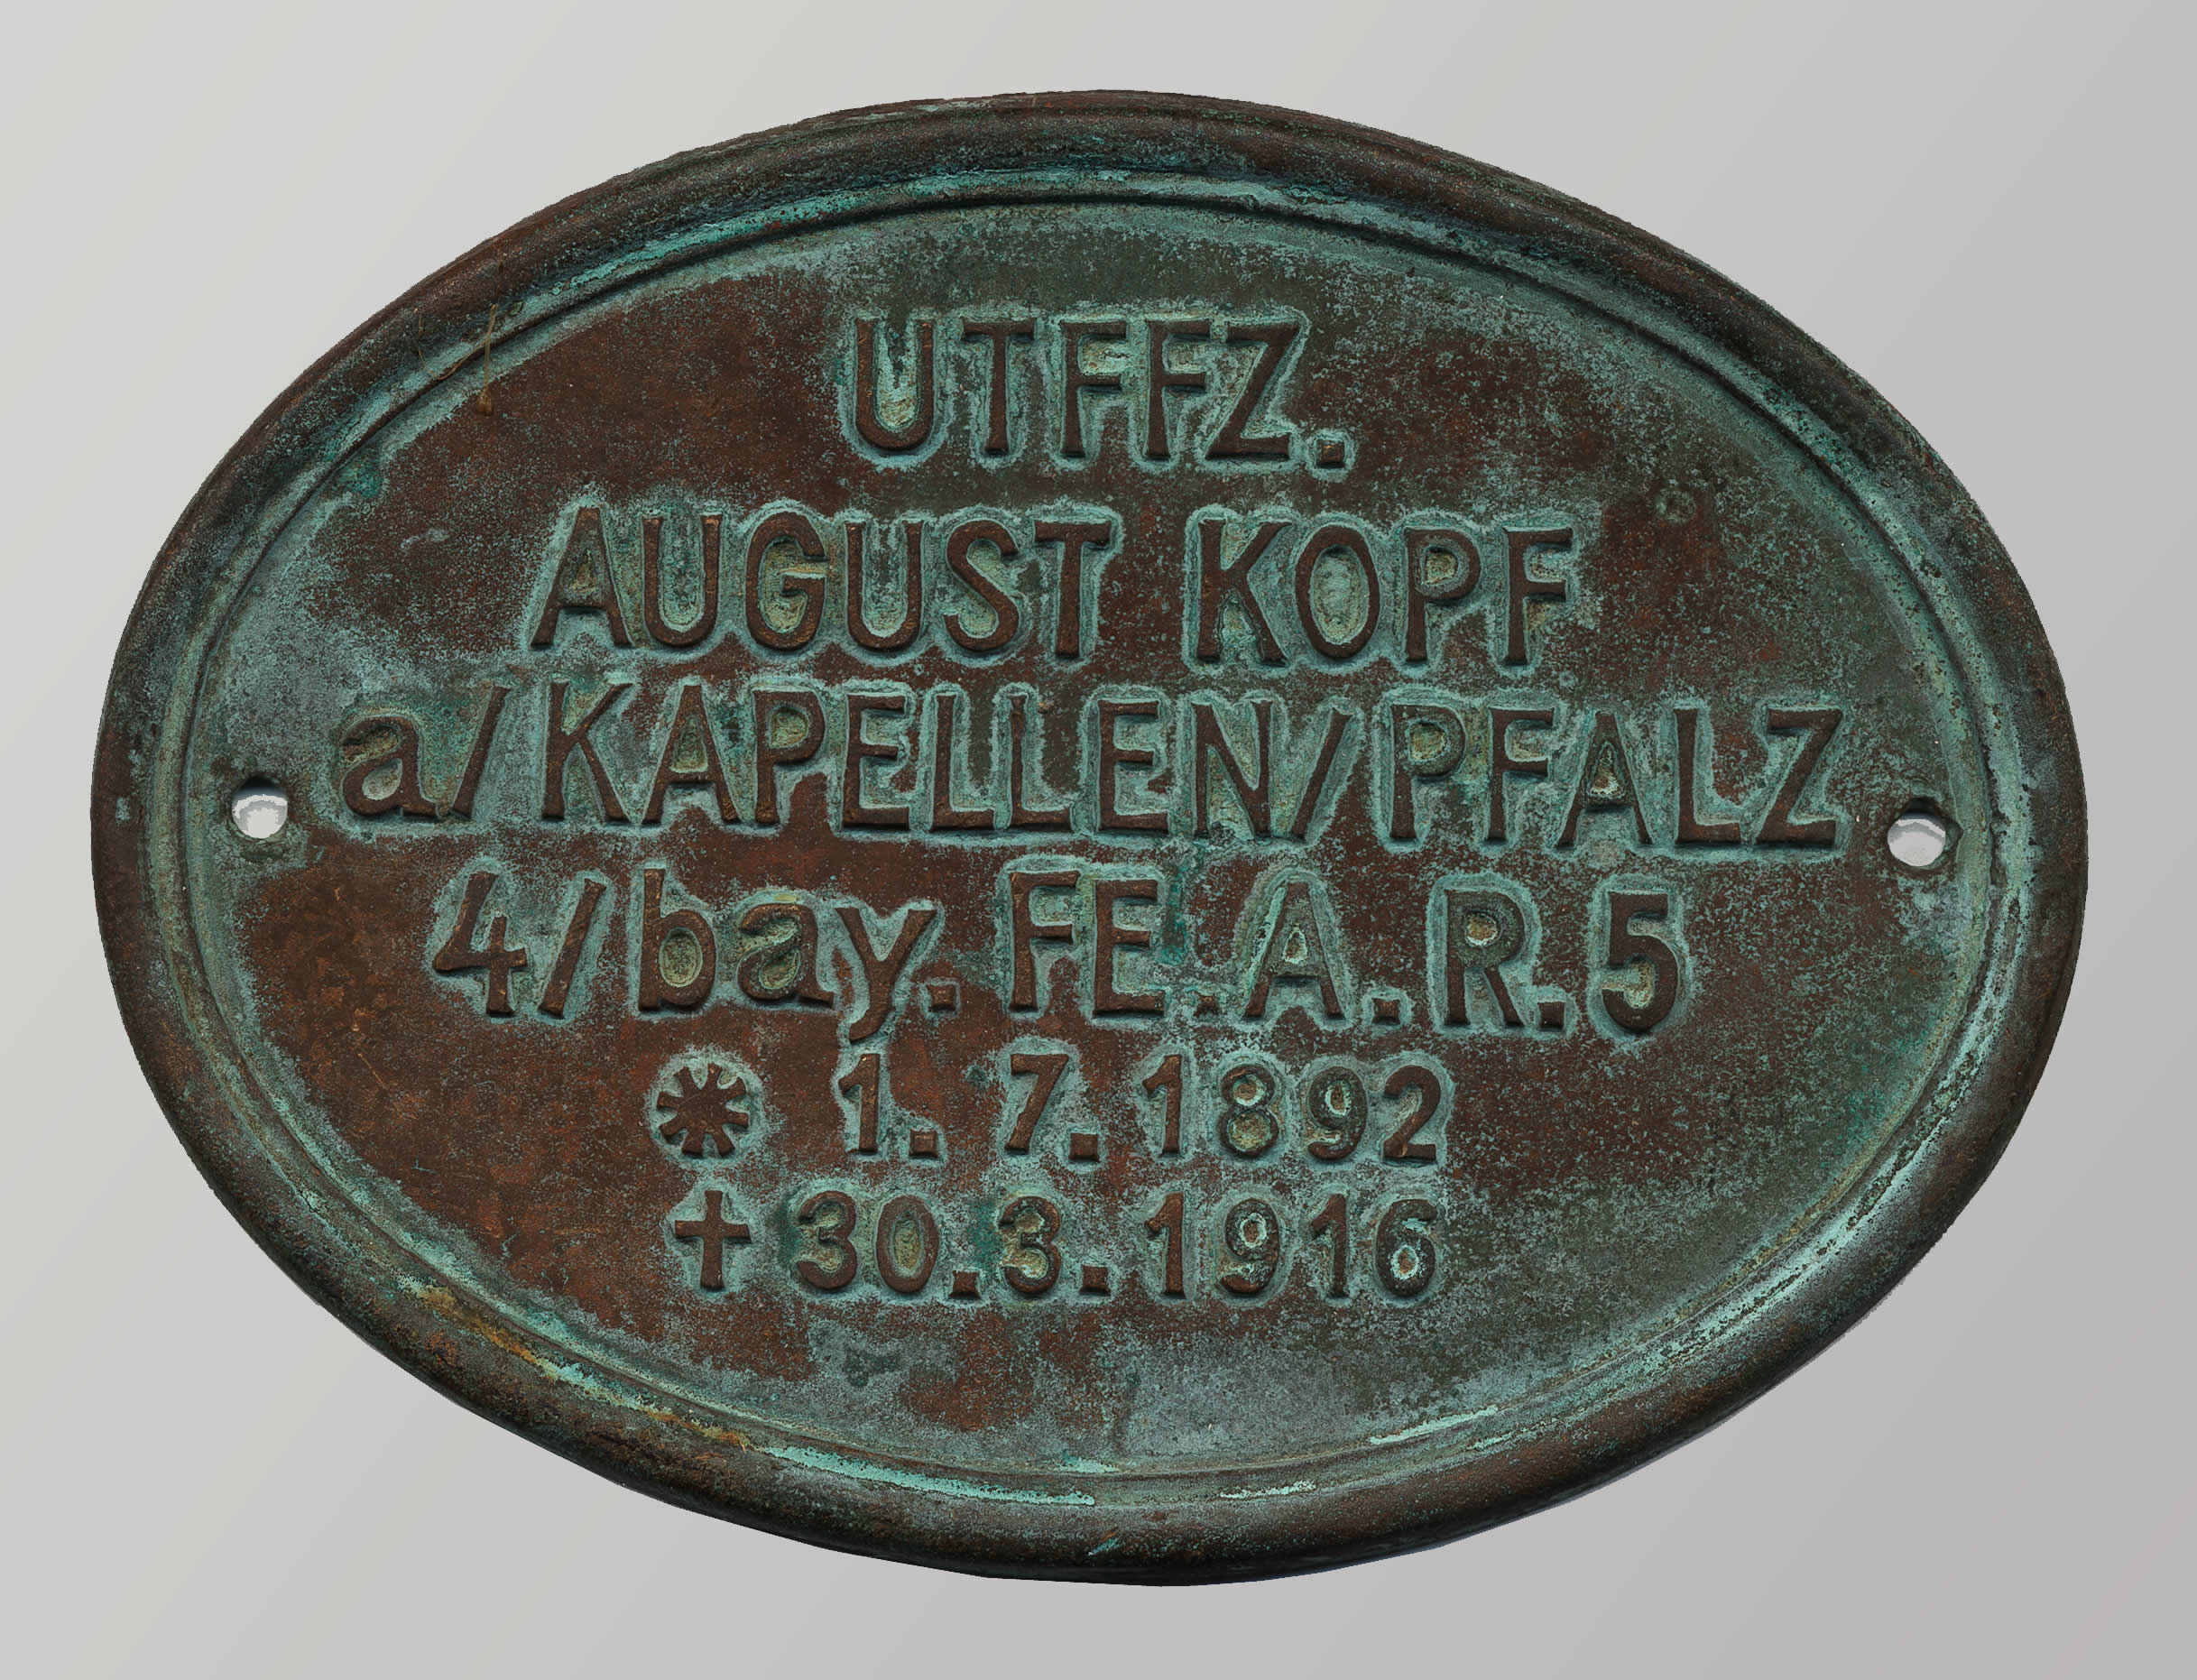 UTFFZ.
AUGUST KOPF
a/KAPELLEN/PFALZ
4/bay. FE.A.R.5
* 1. 7. 1892
† 30.3.1916